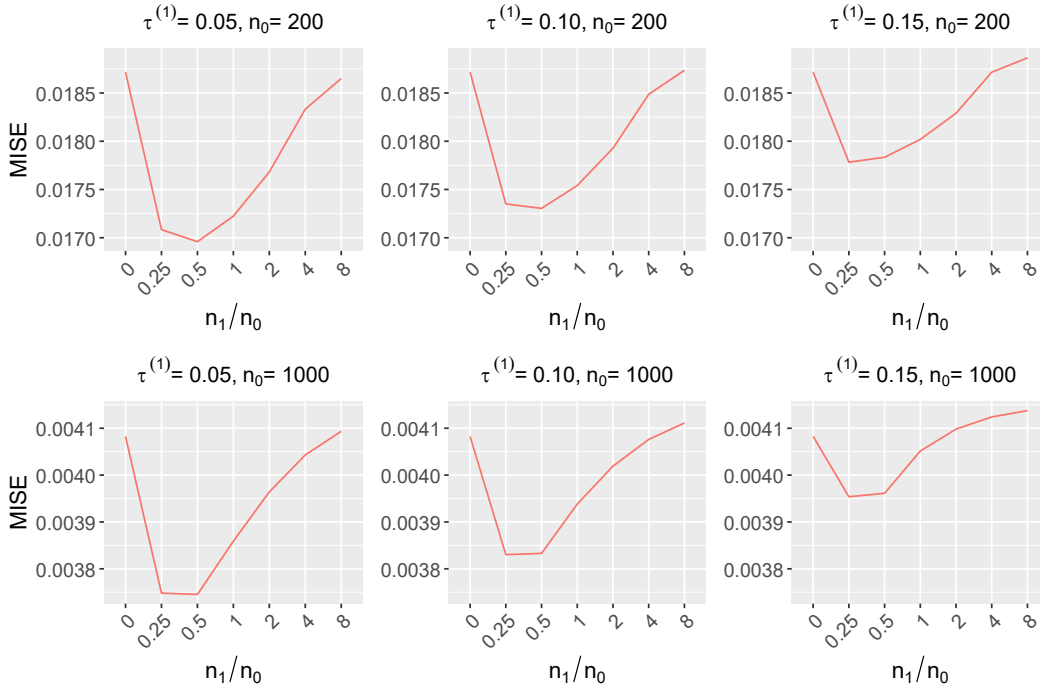 τ(1)= 0.05, n0= 200
τ(1)= 0.10, n0= 200
τ(1)= 0.15, n0= 200
MISE
0.0185
0.0180
0.0175
0.0170
0 0.25 0.5 1 2 4 8
n1/n0
0.0185
0.0180
0.0175
0.0170
0 0.25 0.5 1 2 4 8
n1/n0
0.0185
0.0180
0.0175
0.0170
0 0.25 0.5 1 2 4 8
n1/n0
τ(1)= 0.05, n0= 1000
τ(1)= 0.10, n0= 1000
τ(1)= 0.15, n0= 1000
MISE
0.0041
0.0040
0.0039
0.0038
0 0.25 0.5 1 2 4 8
n1/n0
0.0041
0.0040
0.0039
0.0038
0 0.25 0.5 1 2 4 8
n1/n0
0.0041
0.0040
0.0039
0.0038
0 0.25 0.5 1 2 4 8
n1/n0